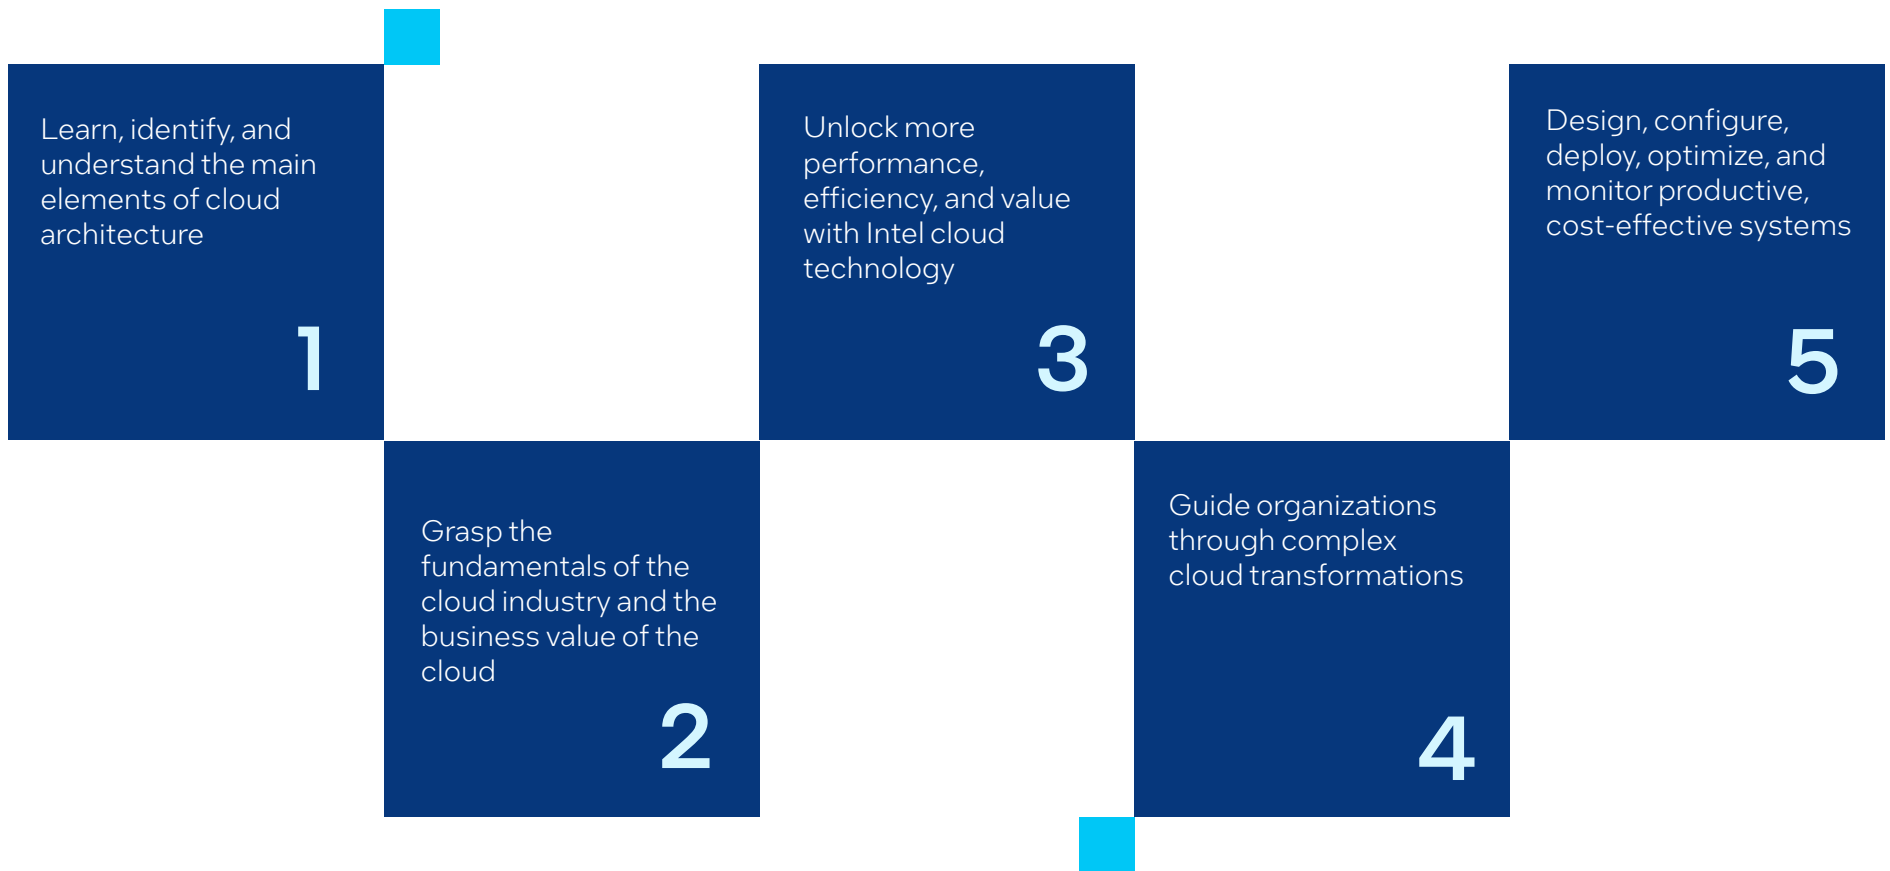 Learn, identify, and
understand the main
elements of cloud
architecture
1
Grasp the
fundamentals of the
cloud industry and the
business value of the
cloud
2
Unlock more
performance,
efficiency, and value
with Intel cloud
technology
3
Guide organizations
through complex
cloud transformations
4
Design, configure,
deploy, optimize, and
monitor productive,
cost-effective systems
5